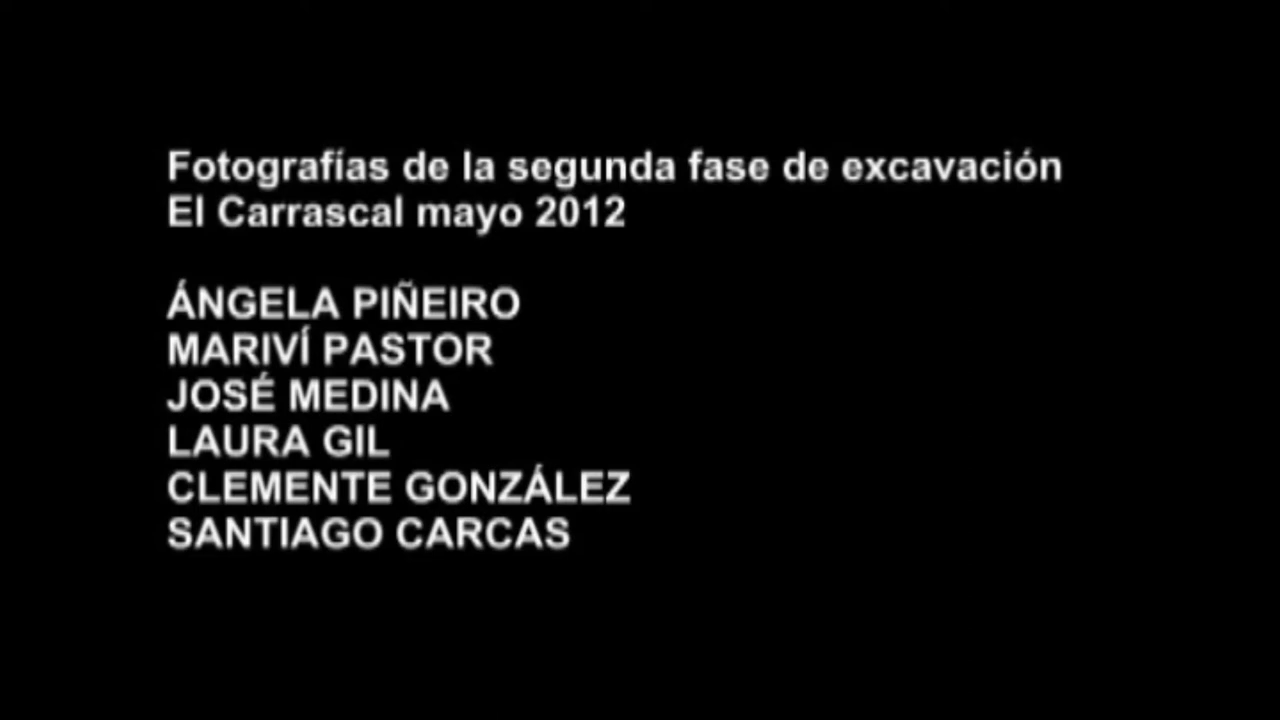 Fotografías de la segunda fase de excavación
El Carrascal mayo 2012
ÁNGELA PIÑEIRO
MARIVÍ PASTOR
JOSÉ MEDINA
LAURA GIL
CLEMENTE GONZÁLEZ
SANTIAGO CARCAS